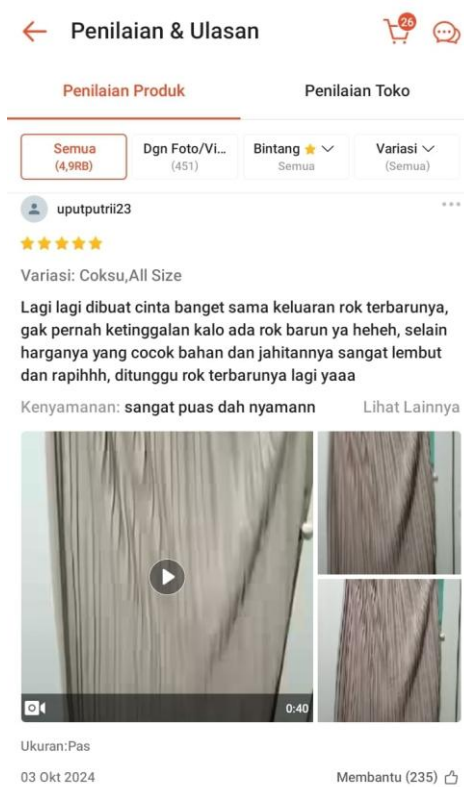 Penilaian & Ulasan
26
Penilaian Produk
Penilaian Toko
Semua
(4,9RB)
Dgn Foto/Vi...
(451)
Bintang
Semua
Variasi
(Semua)
uputputrii23
Variasi: Coksu,All Size
Lagi lagi dibuat cinta banget sama keluaran rok terbarunya,
gak pernah ketinggalan kalo ada rok barun ya heheh, selain
harganya yang cocok bahan dan jahitannya sangat lembut
dan rapihhh, ditunggu rok terbarunya lagi yaaa
Kenyamanan: sangat puas dah nyamann
Lihat Lainnya
0:40
Ukuran:Pas
03 Okt 2024
Membantu (235)